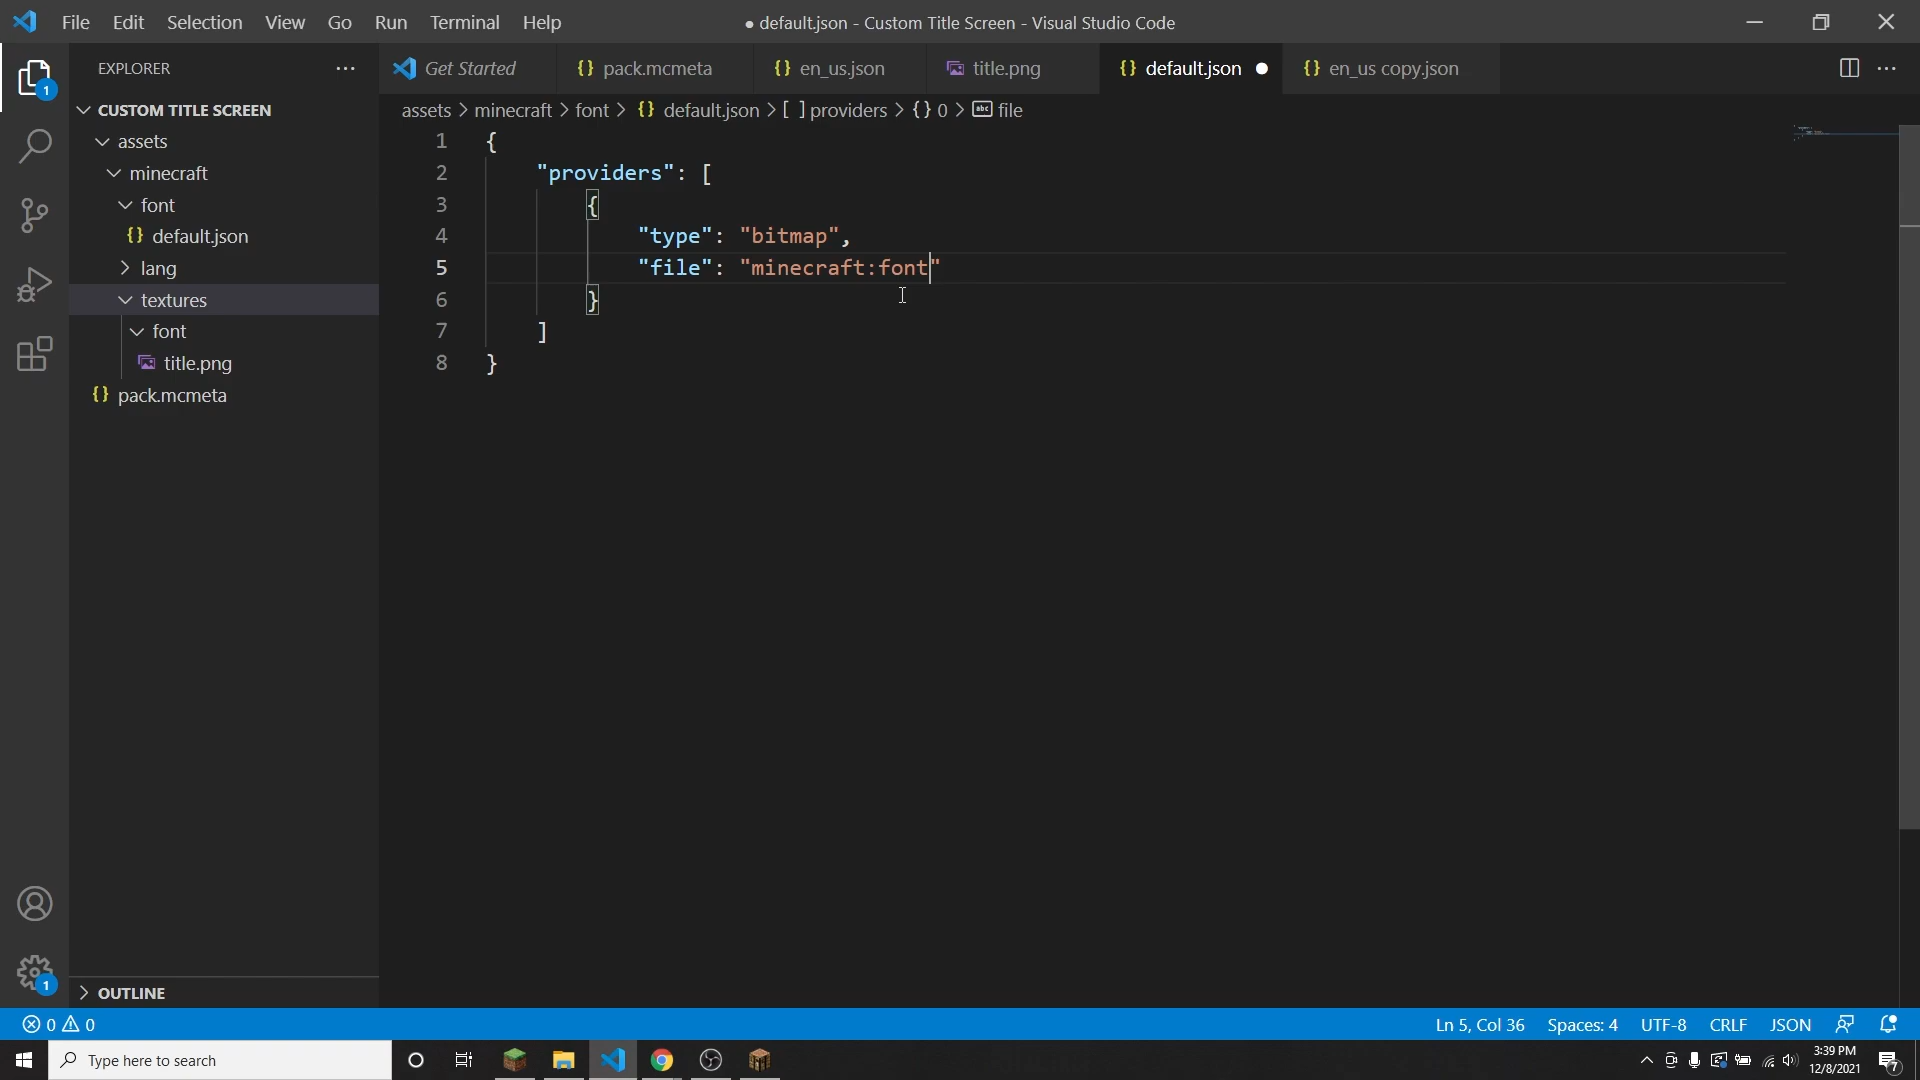 File Edit Selection View Go Run Terminal Help
● default.json - Custom Title Screen - Visual Studio Code
EXPLORER
Get Started
pack.mcmeta
en_us.json
title.png
default.json
en_us copy.json
CUSTOM TITLE SCREEN
assets
minecraft
font
default.json
lang
textures
font
title.png
pack.mcmeta
OUTLINE
assets > minecraft > font > {} default.json > [ ] providers > {} 0 > abc file
1 {
2 "providers": [
3 {
4 "type": "bitmap",
5 "file": "minecraft:font"
6 }
7 ]
8 }
1
1
0 0
Ln 5, Col 36 Spaces: 4 UTF-8 CRLF JSON
Type here to search
3:39 PM
12/8/2021
7